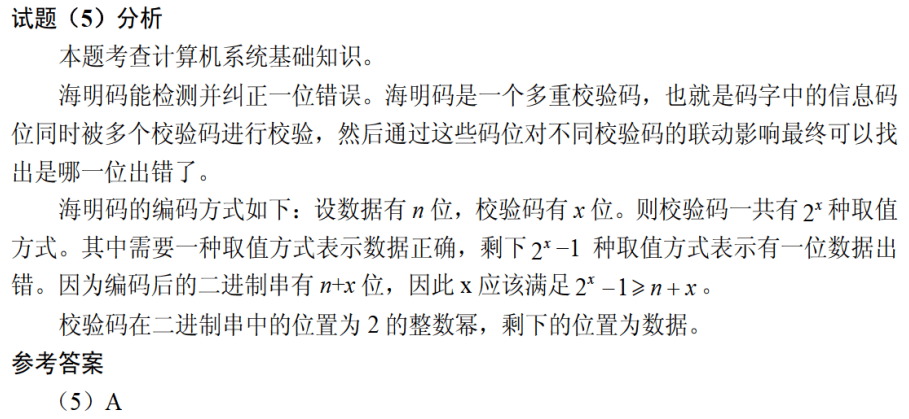 试题（5）分析
本题考查计算机系统基础知识。
海明码能检测并纠正一位错误。海明码是一个多重校验码，也就是码字中的信息码
位同时被多个校验码进行校验，然后通过这些码位对不同校验码的联动影响最终可以找
出是哪一位出错了。
海明码的编码方式如下：设数据有 n 位，校验码有 x 位。则校验码一共有 2ˣ 种取值
方式。其中需要一种取值方式表示数据正确，剩下 2ˣ −1 种取值方式表示有一位数据出
错。因为编码后的二进制串有 n+x 位，因此 x 应该满足 2ˣ −1⩾n+x 。
校验码在二进制串中的位置为 2 的整数幂，剩下的位置为数据。
参考答案
（5）A